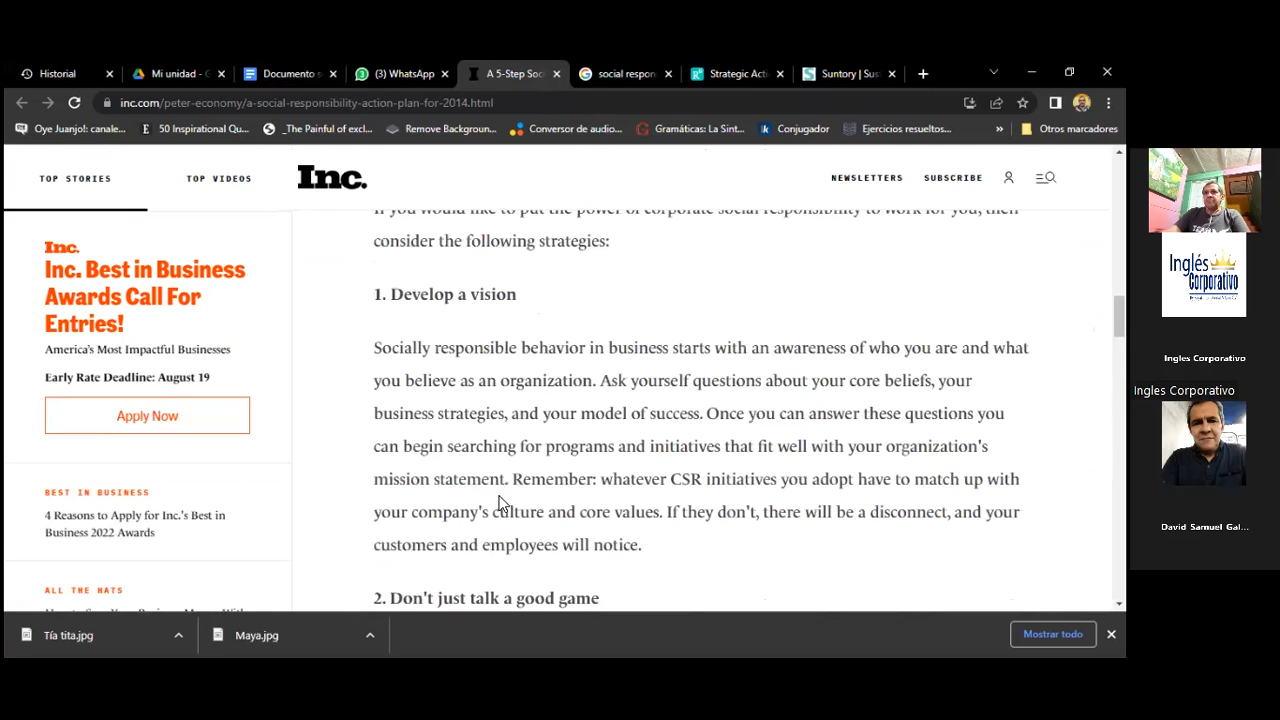 Historial
Mi unidad - G
Documento s
(3) WhatsApp
A 5-Step Soc
social respon
Strategic Acti
Suntory | Sus
inc.com/peter-economy/a-social-responsibility-action-plan-for-2014.html
Oye Juanjo!: canale...
50 Inspirational Qu...
_The Painful of excl...
Remove Backgroun...
Conversor de audio...
Gramáticas: La Sint...
Conjugador
Ejercicios resueltos...
»
Otros marcadores
TOP STORIES
TOP VIDEOS
Inc.
NEWSLETTERS
SUBSCRIBE
Inc.
Inc. Best in Business
Awards Call For
Entries!
America's Most Impactful Businesses
Early Rate Deadline: August 19
Apply Now
BEST IN BUSINESS
4 Reasons to Apply for Inc.'s Best in
Business 2022 Awards
ALL THE HATS
If you would like to put the power of corporate social responsibility to work for you, then
consider the following strategies:
1. Develop a vision
Socially responsible behavior in business starts with an awareness of who you are and what
you believe as an organization. Ask yourself questions about your core beliefs, your
business strategies, and your model of success. Once you can answer these questions you
can begin searching for programs and initiatives that fit well with your organization's
mission statement. Remember: whatever CSR initiatives you adopt have to match up with
your company's culture and core values. If they don't, there will be a disconnect, and your
customers and employees will notice.
2. Don't just talk a good game
Tía tita.jpg
Maya.jpg
Mostrar todo
Inglés
Corporativo
Ingles Corporativo
Ingles Corporativo
David Samuel Gal...